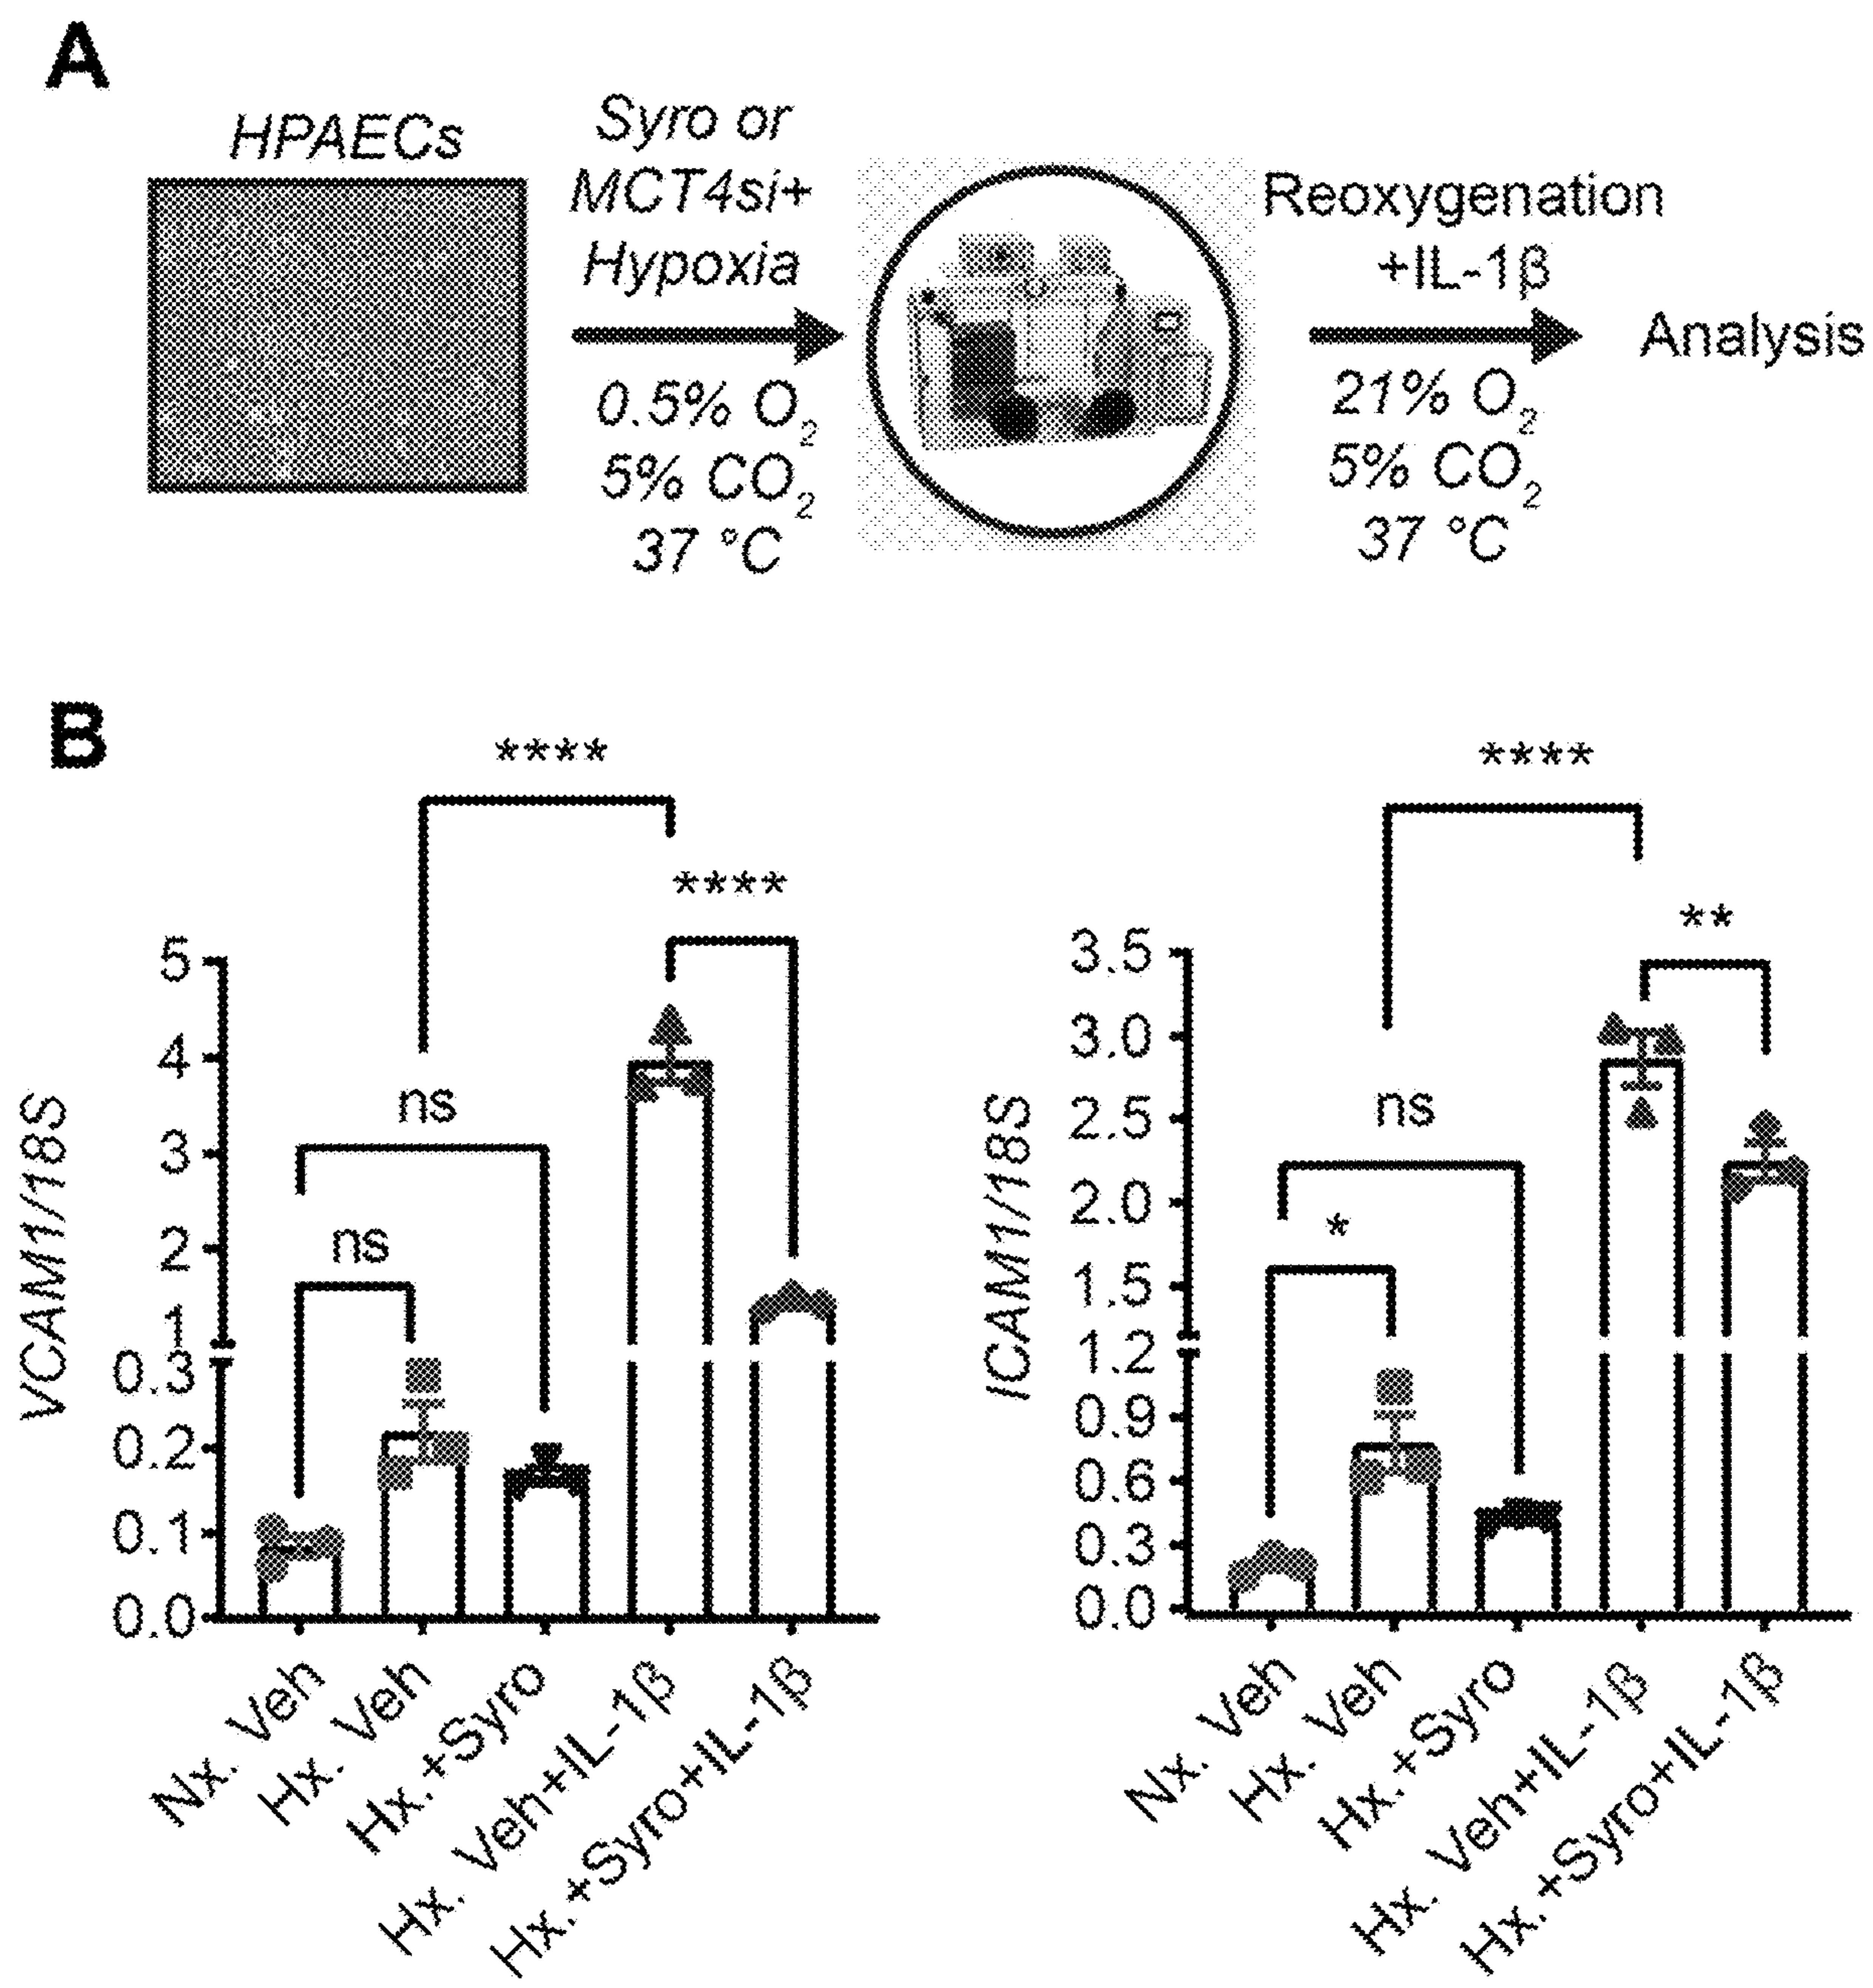 A
HPAECs
Syro or
MCT4si+
Hypoxia
0.5% O2
5% CO2
37 °C
Reoxygenation
+IL-1β
21% O2
5% CO2
37 °C
Analysis
B
****
****
ns
ns
VCAM1/18S
5
4
3
2
1
0.3
0.2
0.1
0.0
Nx. Veh
Hx. Veh
Hx.+Syro
Hx. Veh+IL-1β
Hx.+Syro+IL-1β
****
**
ns
*
ICAM1/18S
3.5
3.0
2.5
2.0
1.5
1.2
0.9
0.6
0.3
0.0
Nx. Veh
Hx. Veh
Hx.+Syro
Hx. Veh+IL-1β
Hx.+Syro+IL-1β